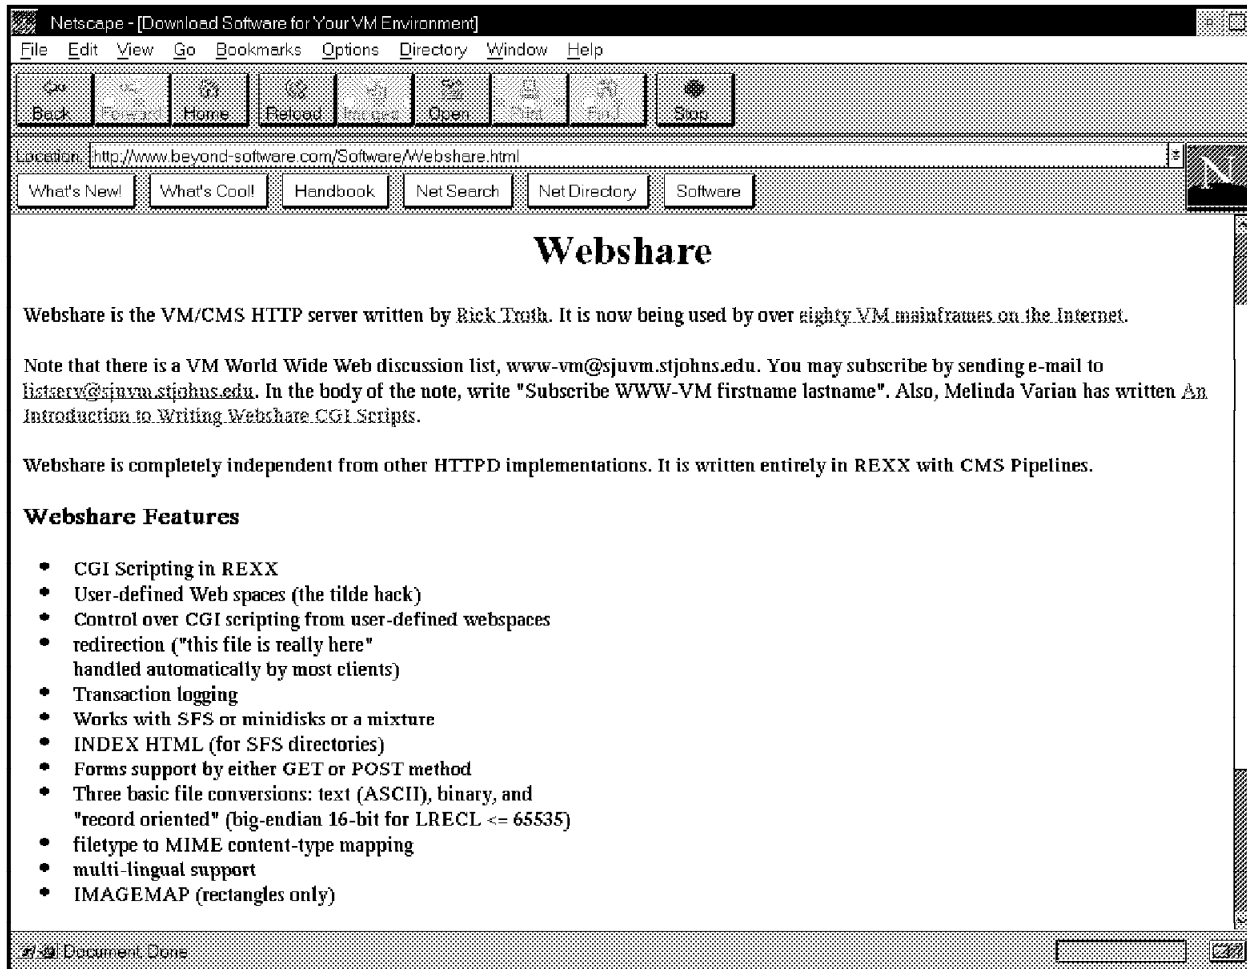 Netscape - [Download Software for Your VM Environment]
File Edit View Go Bookmarks Options Directory Window Help
Back Forward Home Reload Images Open Print Find Stop
Location: http://www.beyond-software.com/Software/Webshare.html
What's New! What's Cool! Handbook Net Search Net Directory Software
N
Webshare
Webshare is the VM/CMS HTTP server written by Rick Troth. It is now being used by over eighty VM mainframes on the Internet.
Note that there is a VM World Wide Web discussion list, www-vm@sjuvm.stjohns.edu. You may subscribe by sending e-mail to
listserv@sjuvm.stjohns.edu. In the body of the note, write "Subscribe WWW-VM firstname lastname". Also, Melinda Varian has written An
Introduction to Writing Webshare CGI Scripts.
Webshare is completely independent from other HTTPD implementations. It is written entirely in REXX with CMS Pipelines.
Webshare Features
• CGI Scripting in REXX
• User-defined Web spaces (the tilde hack)
• Control over CGI scripting from user-defined webspaces
• redirection ("this file is really here"
handled automatically by most clients)
• Transaction logging
• Works with SFS or minidisks or a mixture
• INDEX HTML (for SFS directories)
• Forms support by either GET or POST method
• Three basic file conversions: text (ASCII), binary, and
"record oriented" (big-endian 16-bit for LRECL <= 65535)
• filetype to MIME content-type mapping
• multi-lingual support
• IMAGEMAP (rectangles only)
Document: Done